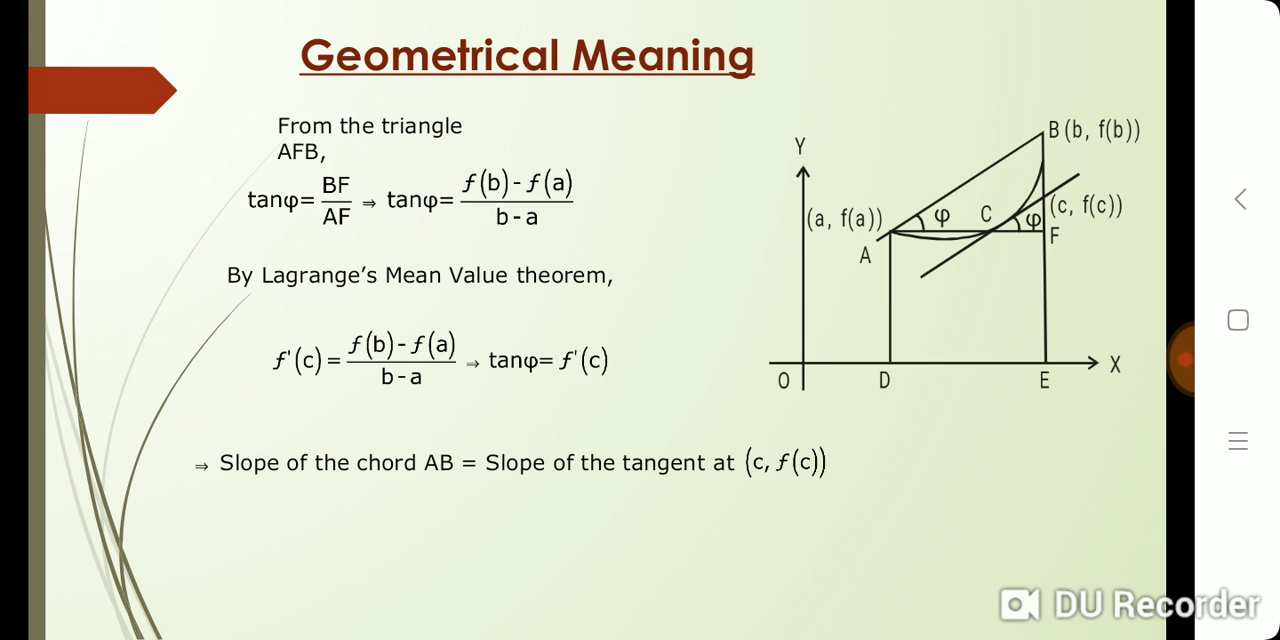 Geometrical Meaning
From the triangle
AFB,
tanφ= BF/AF ⇒ tanφ= f(b)-f(a)/b-a
By Lagrange’s Mean Value theorem,
f'(c)= f(b)-f(a)/b-a → tanφ= f'(c)
⇒ Slope of the chord AB = Slope of the tangent at (c, f(c))
Y
B (b, f(b))
(a, f(a))
φ
C
(c, f(c))
φ
F
A
O
D
E
X
DU Recorder